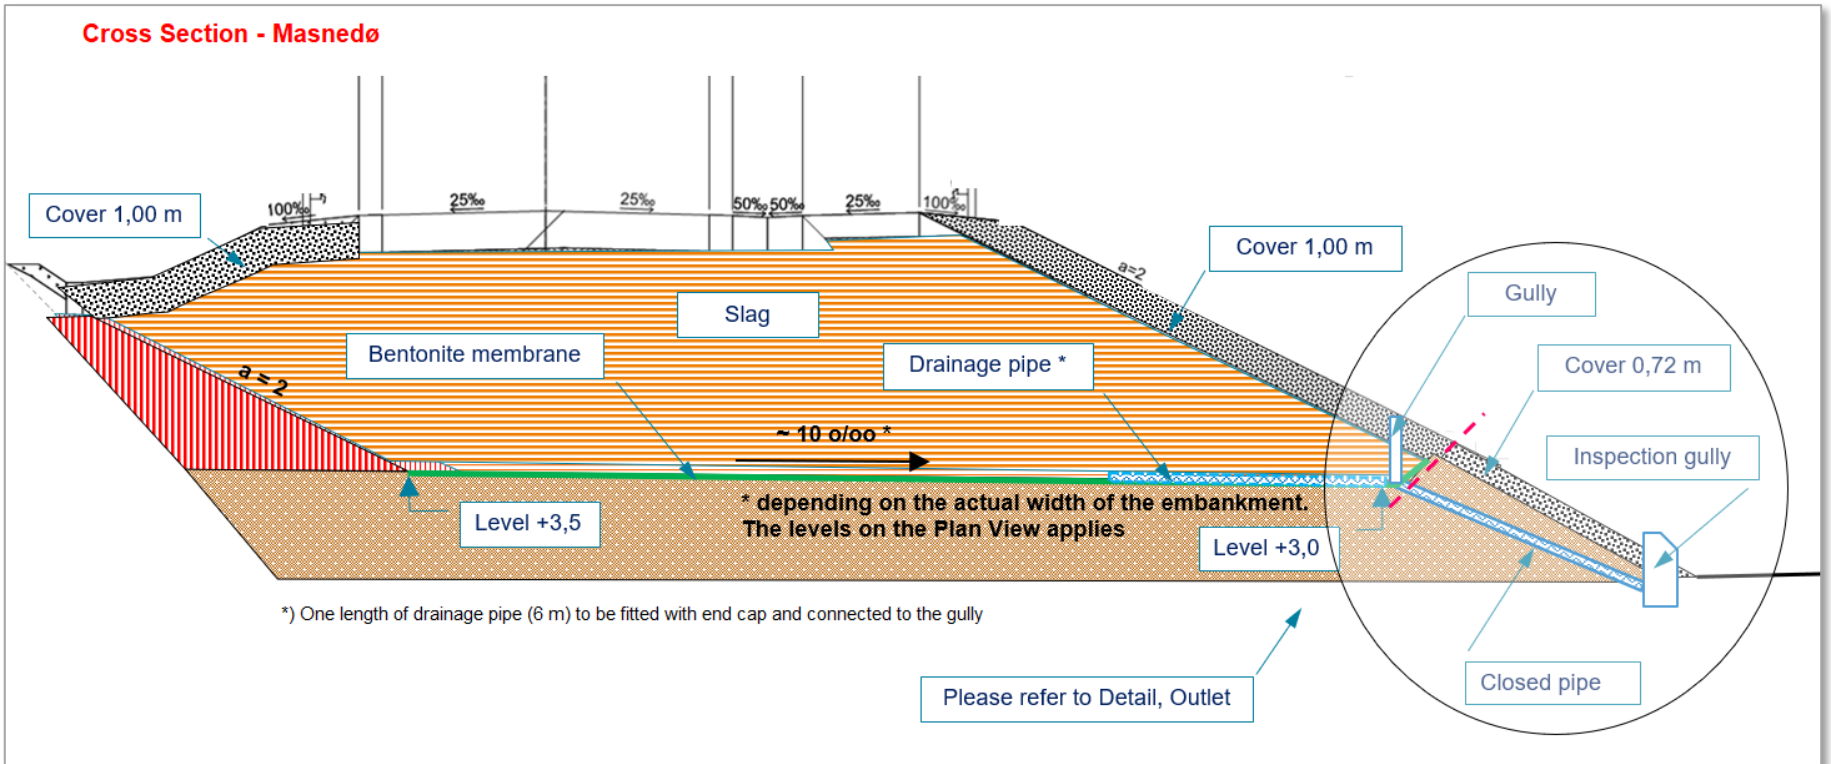 Cross Section - Masnedø
Cover 1,00 m
100‰
25‰
25‰
50‰ 50‰
25‰
100‰
Cover 1,00 m
a=2
Gully
Slag
Bentonite membrane
Drainage pipe *
Cover 0,72 m
a = 2
~ 10 o/oo *
Inspection gully
* depending on the actual width of the embankment.
The levels on the Plan View applies
Level +3,5
Level +3,0
*) One length of drainage pipe (6 m) to be fitted with end cap and connected to the gully
Please refer to Detail, Outlet
Closed pipe